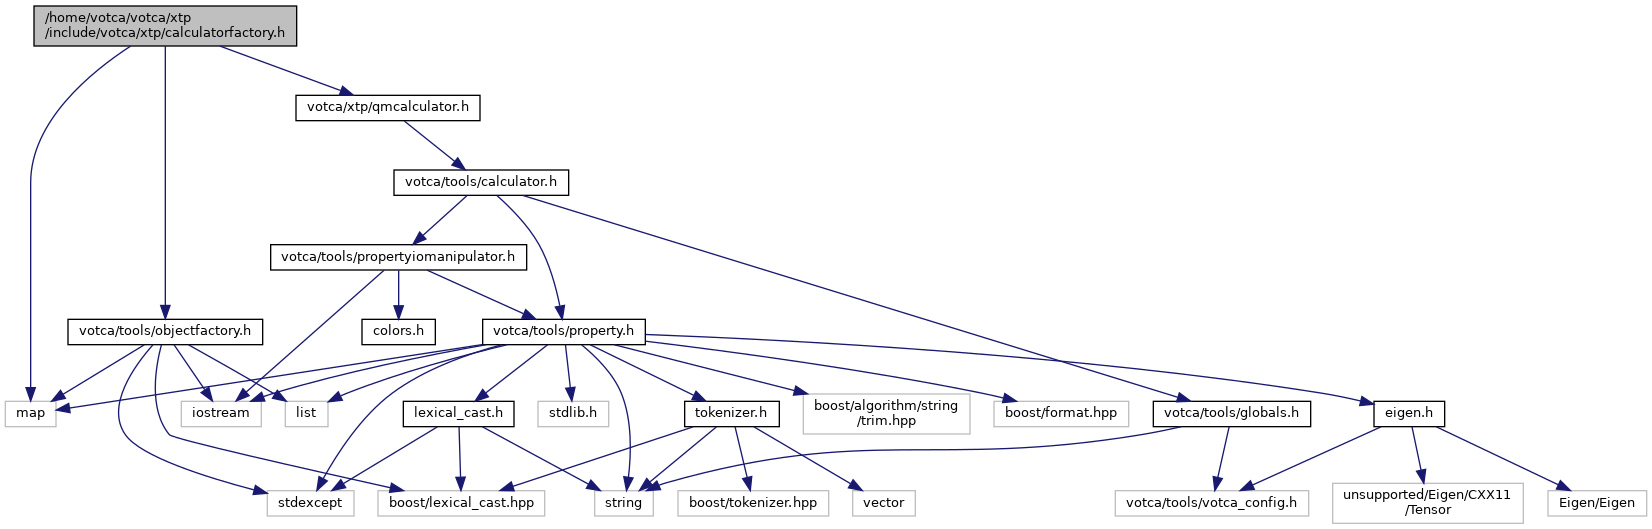 /home/votca/votca/xtp
/include/votca/xtp/calculatorfactory.h
votca/xtp/qmcalculator.h
votca/tools/calculator.h
votca/tools/propertyiomanipulator.h
votca/tools/objectfactory.h
colors.h
votca/tools/property.h
map
iostream
list
lexical_cast.h
stdlib.h
tokenizer.h
boost/algorithm/string
/trim.hpp
boost/format.hpp
votca/tools/globals.h
eigen.h
stdexcept
boost/lexical_cast.hpp
string
boost/tokenizer.hpp
vector
votca/tools/votca_config.h
unsupported/Eigen/CXX11
/Tensor
Eigen/Eigen